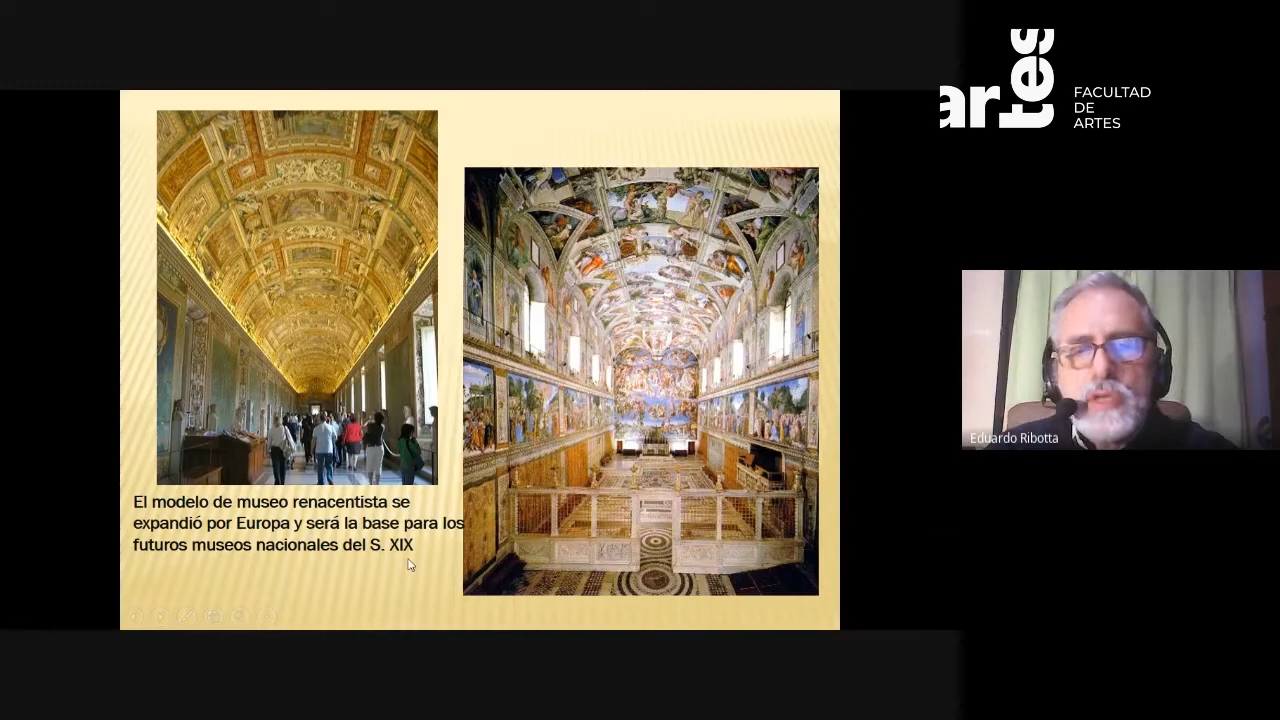 artes
FACULTAD
DE
ARTES
El modelo de museo renacentista se
expandió por Europa y será la base para los
futuros museos nacionales del S. XIX
Eduardo Ribotta